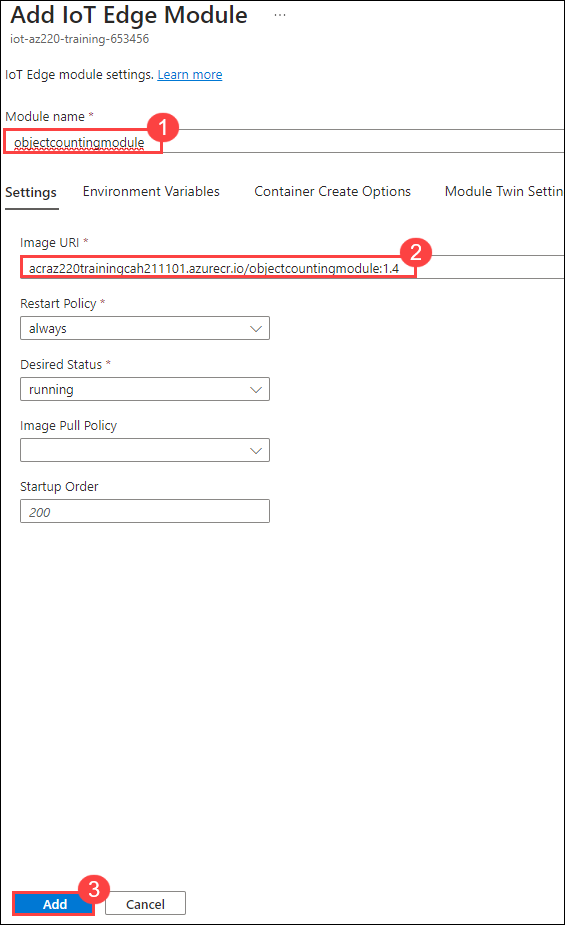 Add IoT Edge Module ...
iot-az220-training-653456
IoT Edge module settings. Learn more
Module name *
1
objectcountingmodule
Settings Environment Variables Container Create Options Module Twin Settin
Image URI *
2
acraz220trainingcah211101.azurecr.io/objectcountingmodule:1.4
Restart Policy *
always
Desired Status *
running
Image Pull Policy
Startup Order
200
3
Add Cancel